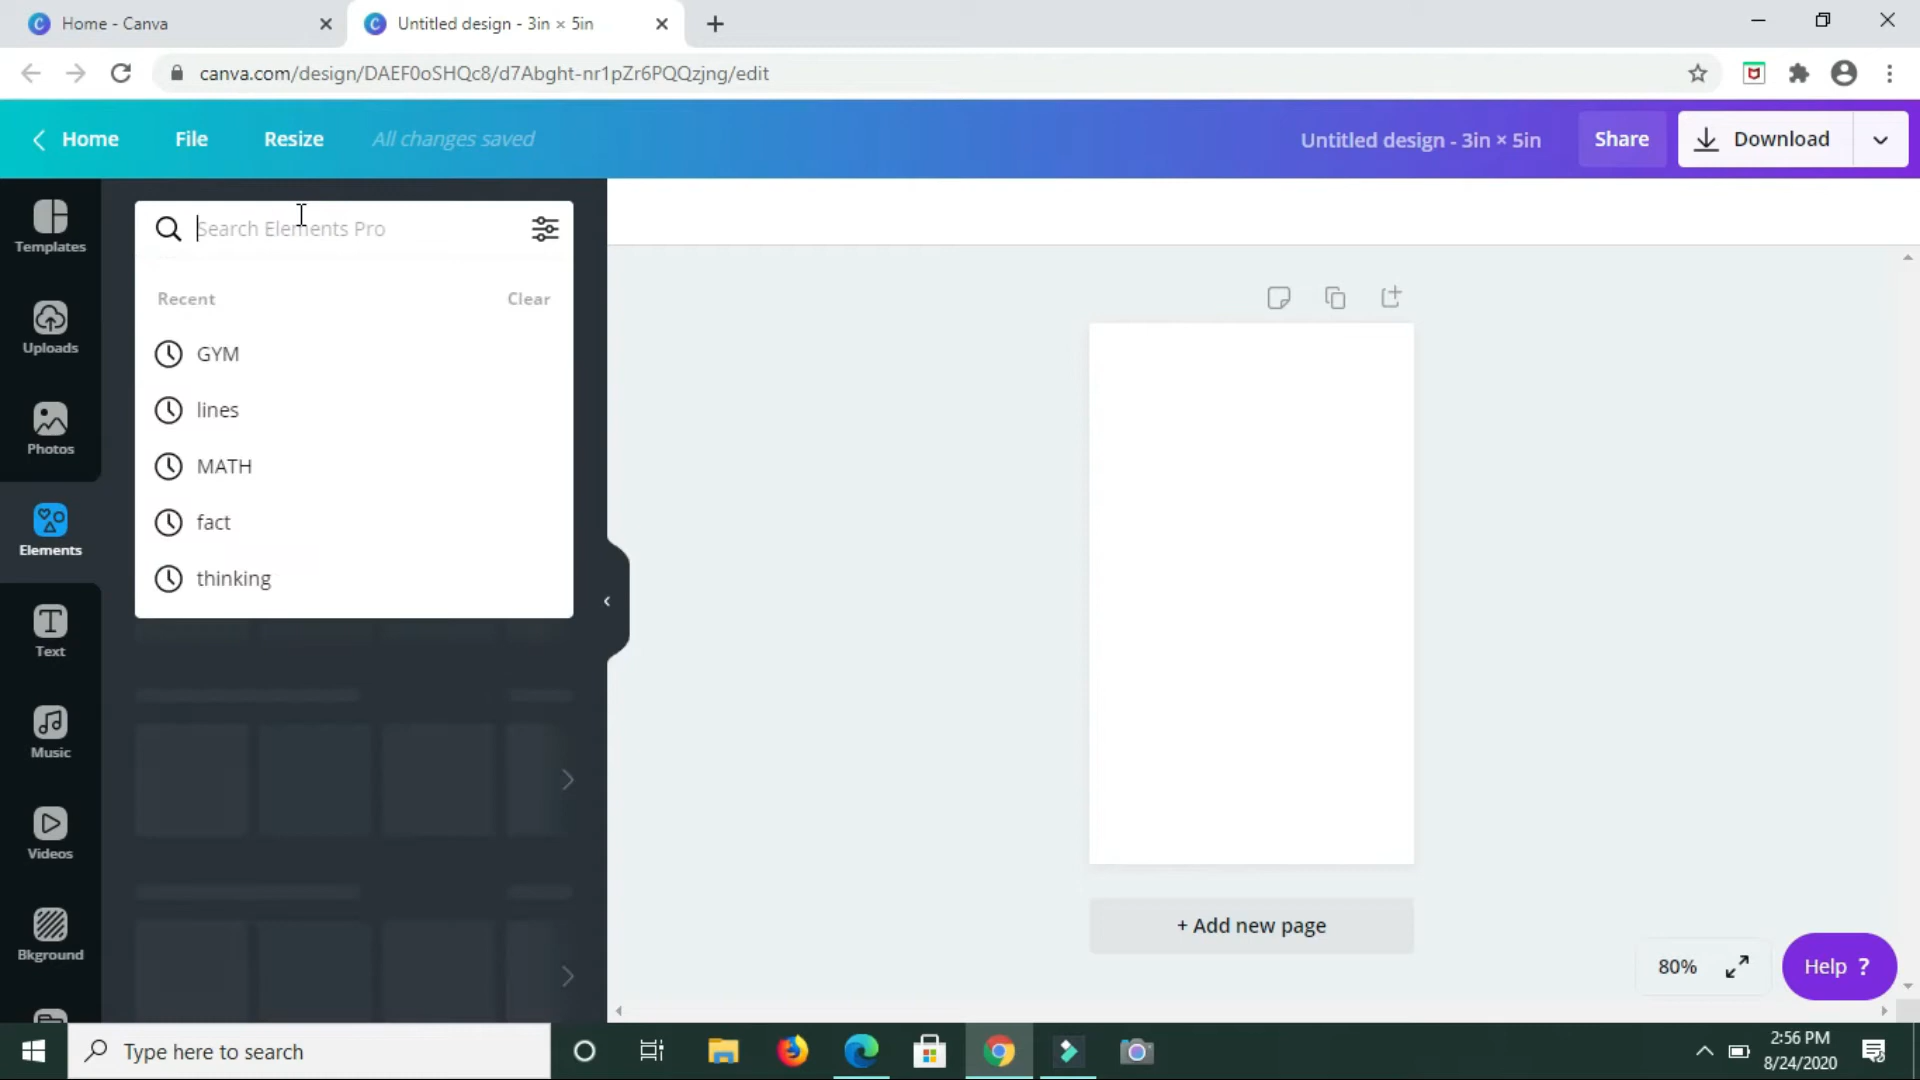 Home - Canva
Untitled design - 3in × 5in
canva.com/design/DAEF0oSHQc8/d7Abght-nr1pZr6PQQzjng/edit
Home
File
Resize
All changes saved
Untitled design - 3in × 5in
Share
Download
Templates
Uploads
Photos
Elements
Text
Music
Videos
Bkground
Search Elements Pro
Recent
Clear
GYM
lines
MATH
fact
thinking
+ Add new page
80%
Help ?
Type here to search
2:56 PM
8/24/2020